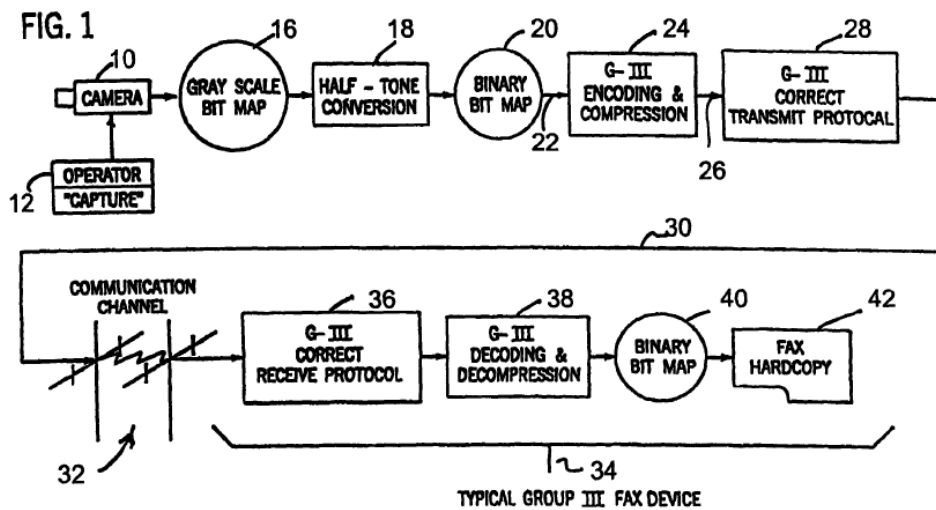 FIG. 1
10
16
18
20
24
28
CAMERA
GRAY SCALE
BIT MAP
HALF - TONE
CONVERSION
BINARY
BIT MAP
G-III
ENCODING &
COMPRESSION
G-III
CORRECT
TRANSMIT PROTOCAL
22
26
12
OPERATOR
"CAPTURE"
30
COMMUNICATION
CHANNEL
36
38
40
42
G-III
CORRECT
RECEIVE PROTOCOL
G-III
DECODING &
DECOMPRESSION
BINARY
BIT MAP
FAX
HARDCOPY
32
34
TYPICAL GROUP III FAX DEVICE